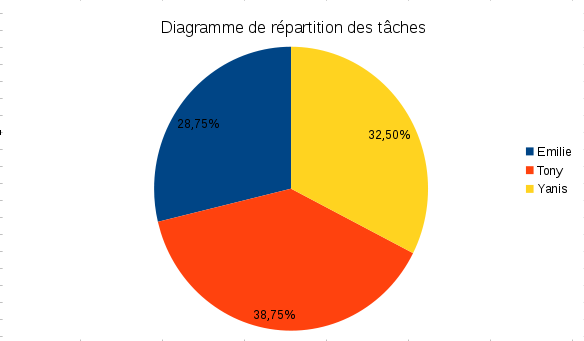 Diagramme de répartition des tâches
28,75%
32,50%
38,75%
Emilie
Tony
Yanis